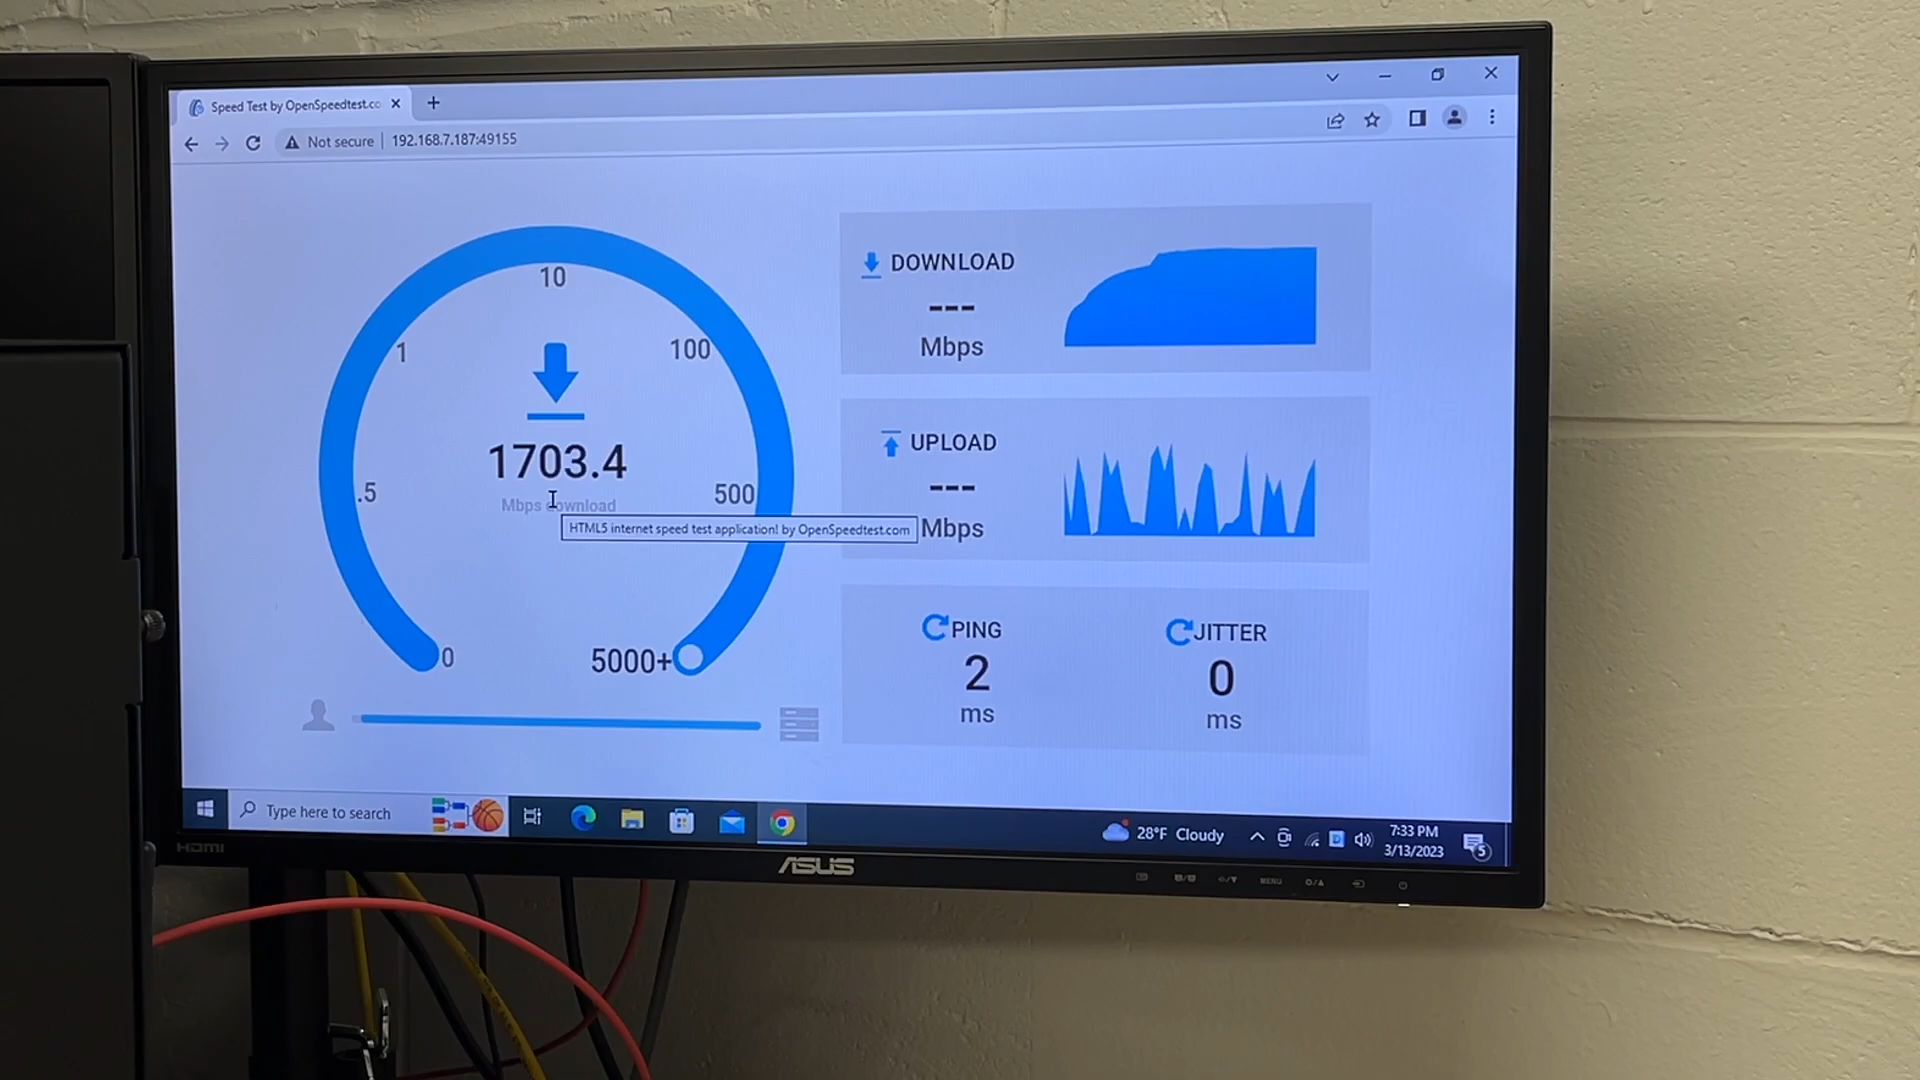 Speed Test by OpenSpeedtest.co
Not secure
192.168.7.187:49155
10
1
100
.5
500
1703.4
Mbps download
0
5000+
HTML5 internet speed test application! by OpenSpeedtest.com
DOWNLOAD
---
Mbps
UPLOAD
---
Mbps
PING
2
ms
JITTER
0
ms
Type here to search
28°F Cloudy
7:33 PM
3/13/2023
5
HDMI
ASUS
MENU